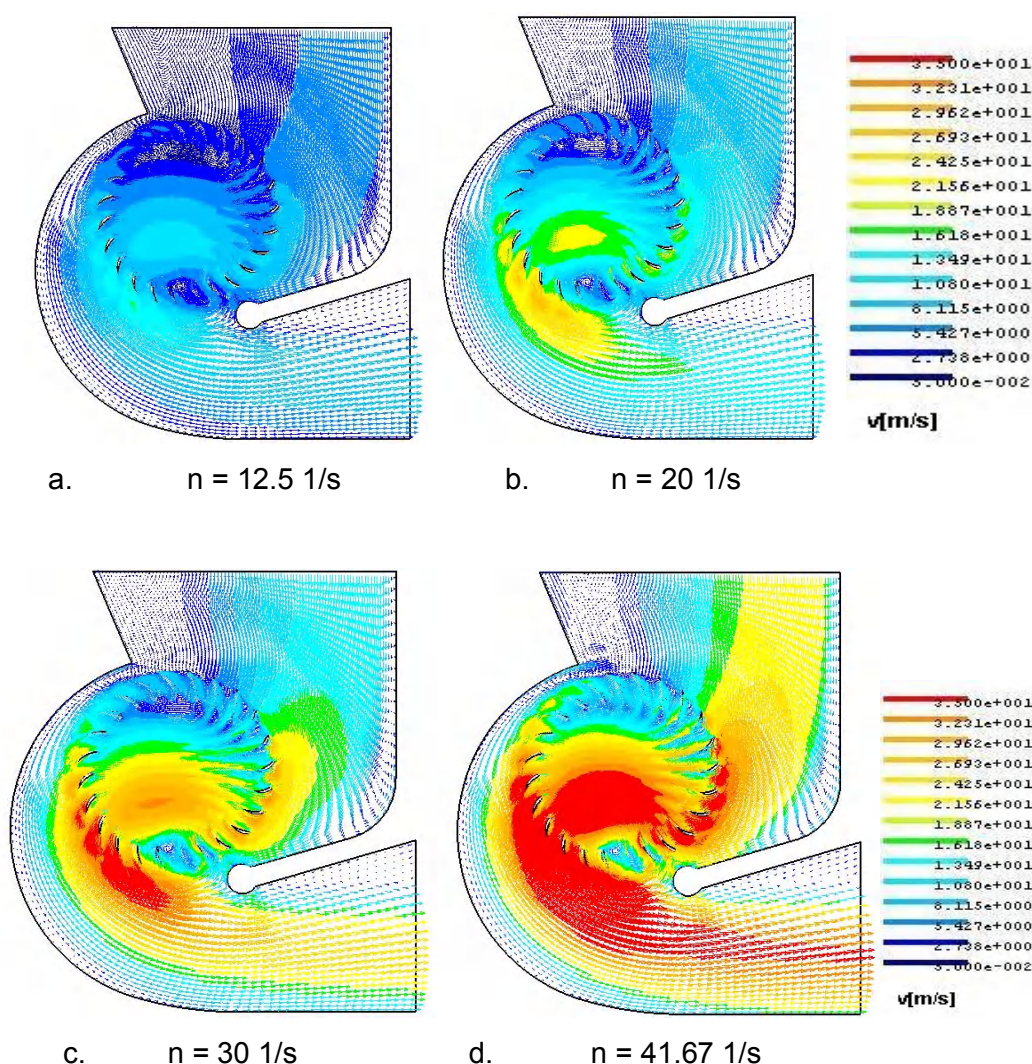 3.500e+001
3.231e+001
2.962e+001
2.693e+001
2.425e+001
2.156e+001
1.887e+001
1.618e+001
1.349e+001
1.080e+001
8.115e+000
5.427e+000
2.738e+000
5.000e-002
v[m/s]
a. n = 12.5 1/s
b. n = 20 1/s
3.500e+001
3.231e+001
2.962e+001
2.693e+001
2.425e+001
2.156e+001
1.887e+001
1.618e+001
1.349e+001
1.080e+001
8.115e+000
5.427e+000
2.738e+000
5.000e-002
v[m/s]
c. n = 30 1/s
d. n = 41.67 1/s